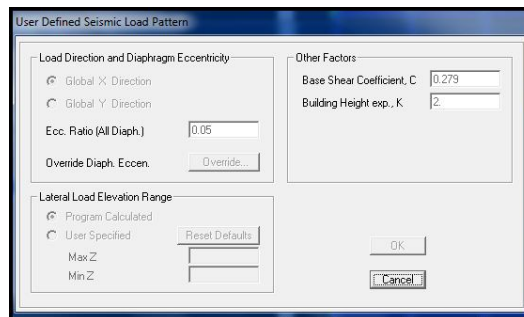 User Defined Seismic Load Pattern
Load Direction and Diaphragm Eccentricity
Global X Direction
Global Y Direction
Ecc. Ratio (All Diaph.) 0.05
Override Diaph. Eccen. Override...
Other Factors
Base Shear Coefficient, C 0.279
Building Height exp., K 2.
Lateral Load Elevation Range
Program Calculated
User Specified Reset Defaults
Max Z
Min Z
OK
Cancel